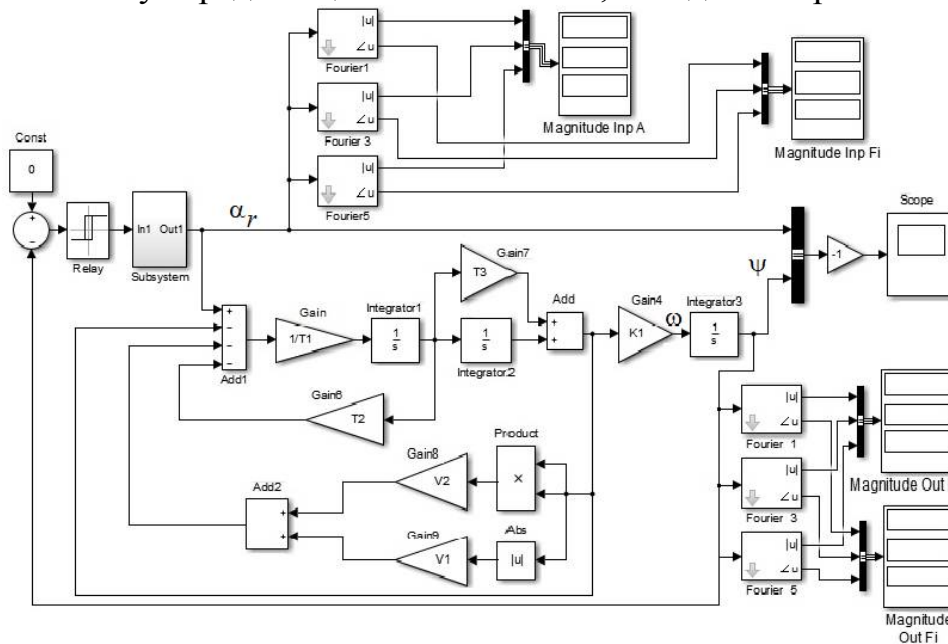 |u|
∠u
Fourier1
|u|
∠u
Fourier 3
|u|
∠u
Fourier5
Magnitude Inp A
Magnitude Inp Fi
Const
0
+
−
Relay
In1 Out1
Subsystem
α_r
Scope
ψ
-1
Gain7
T3
+
−
−
−
Add1
Gain
1/T1
Integrator1
1/s
1/s
Integrator2
Add
+
+
Gain4
K1
ω
Integrator3
1/s
Gain6
T2
Gain8
V2
Product
×
Add2
+
+
Gain9
V1
Abs
|u|
|u|
∠u
Fourier 1
|u|
∠u
Fourier 3
|u|
∠u
Fourier 5
Magnitude Out
Magnitude
Out Fi